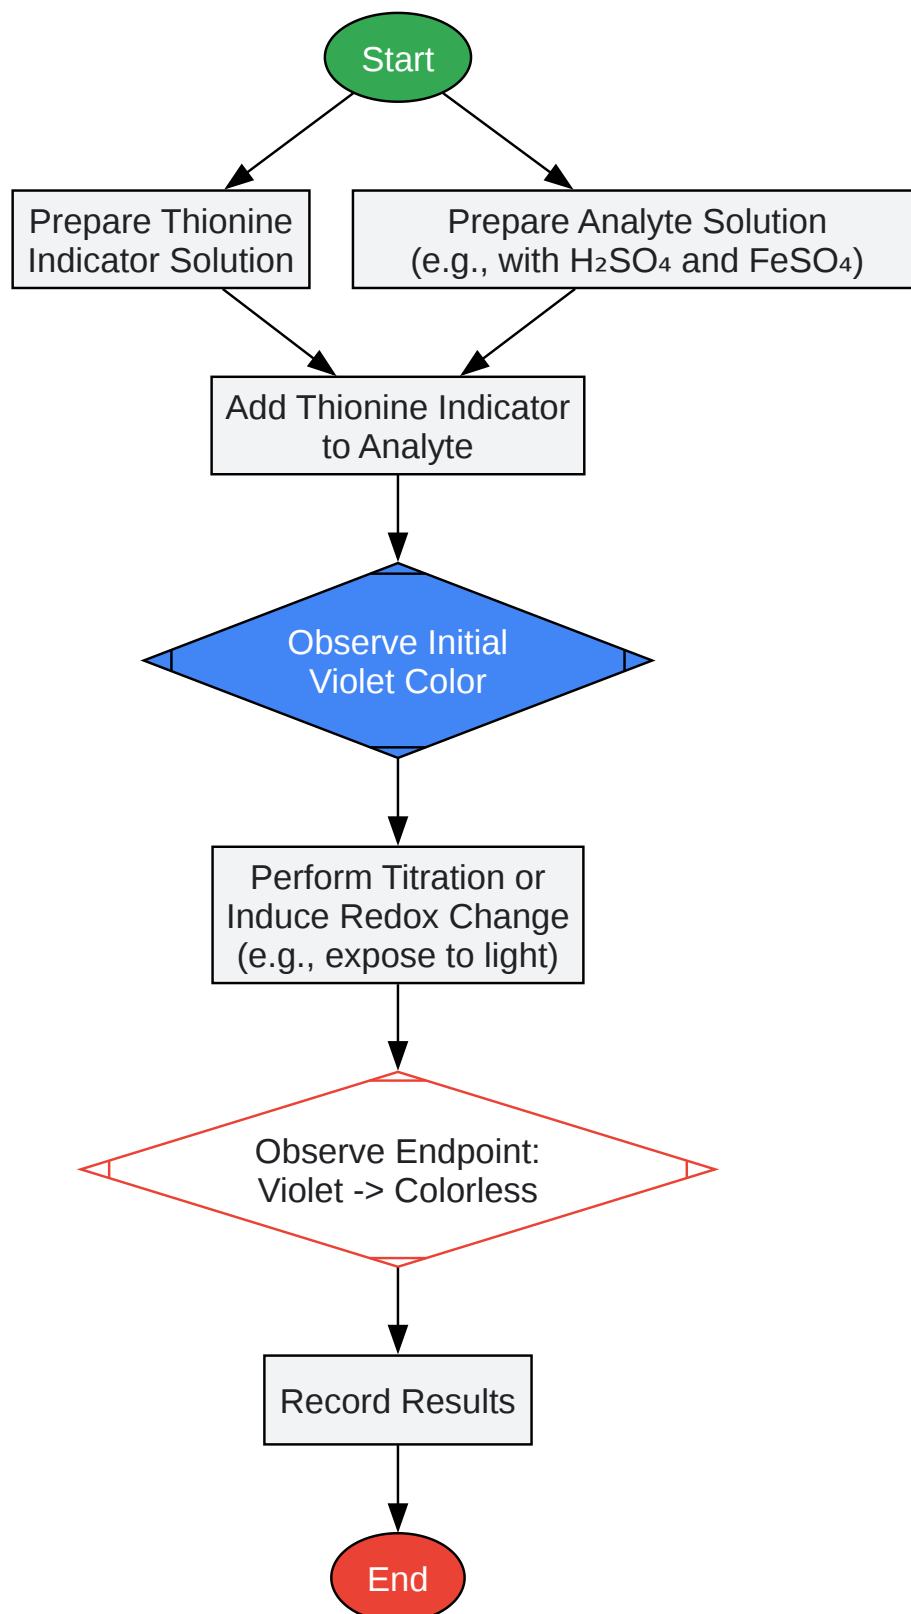 Start
Prepare Thionine
Indicator Solution
Prepare Analyte Solution
(e.g., with H₂SO₄ and FeSO₄)
Add Thionine Indicator
to Analyte
Observe Initial
Violet Color
Perform Titration or
Induce Redox Change
(e.g., expose to light)
Observe Endpoint:
Violet -> Colorless
Record Results
End